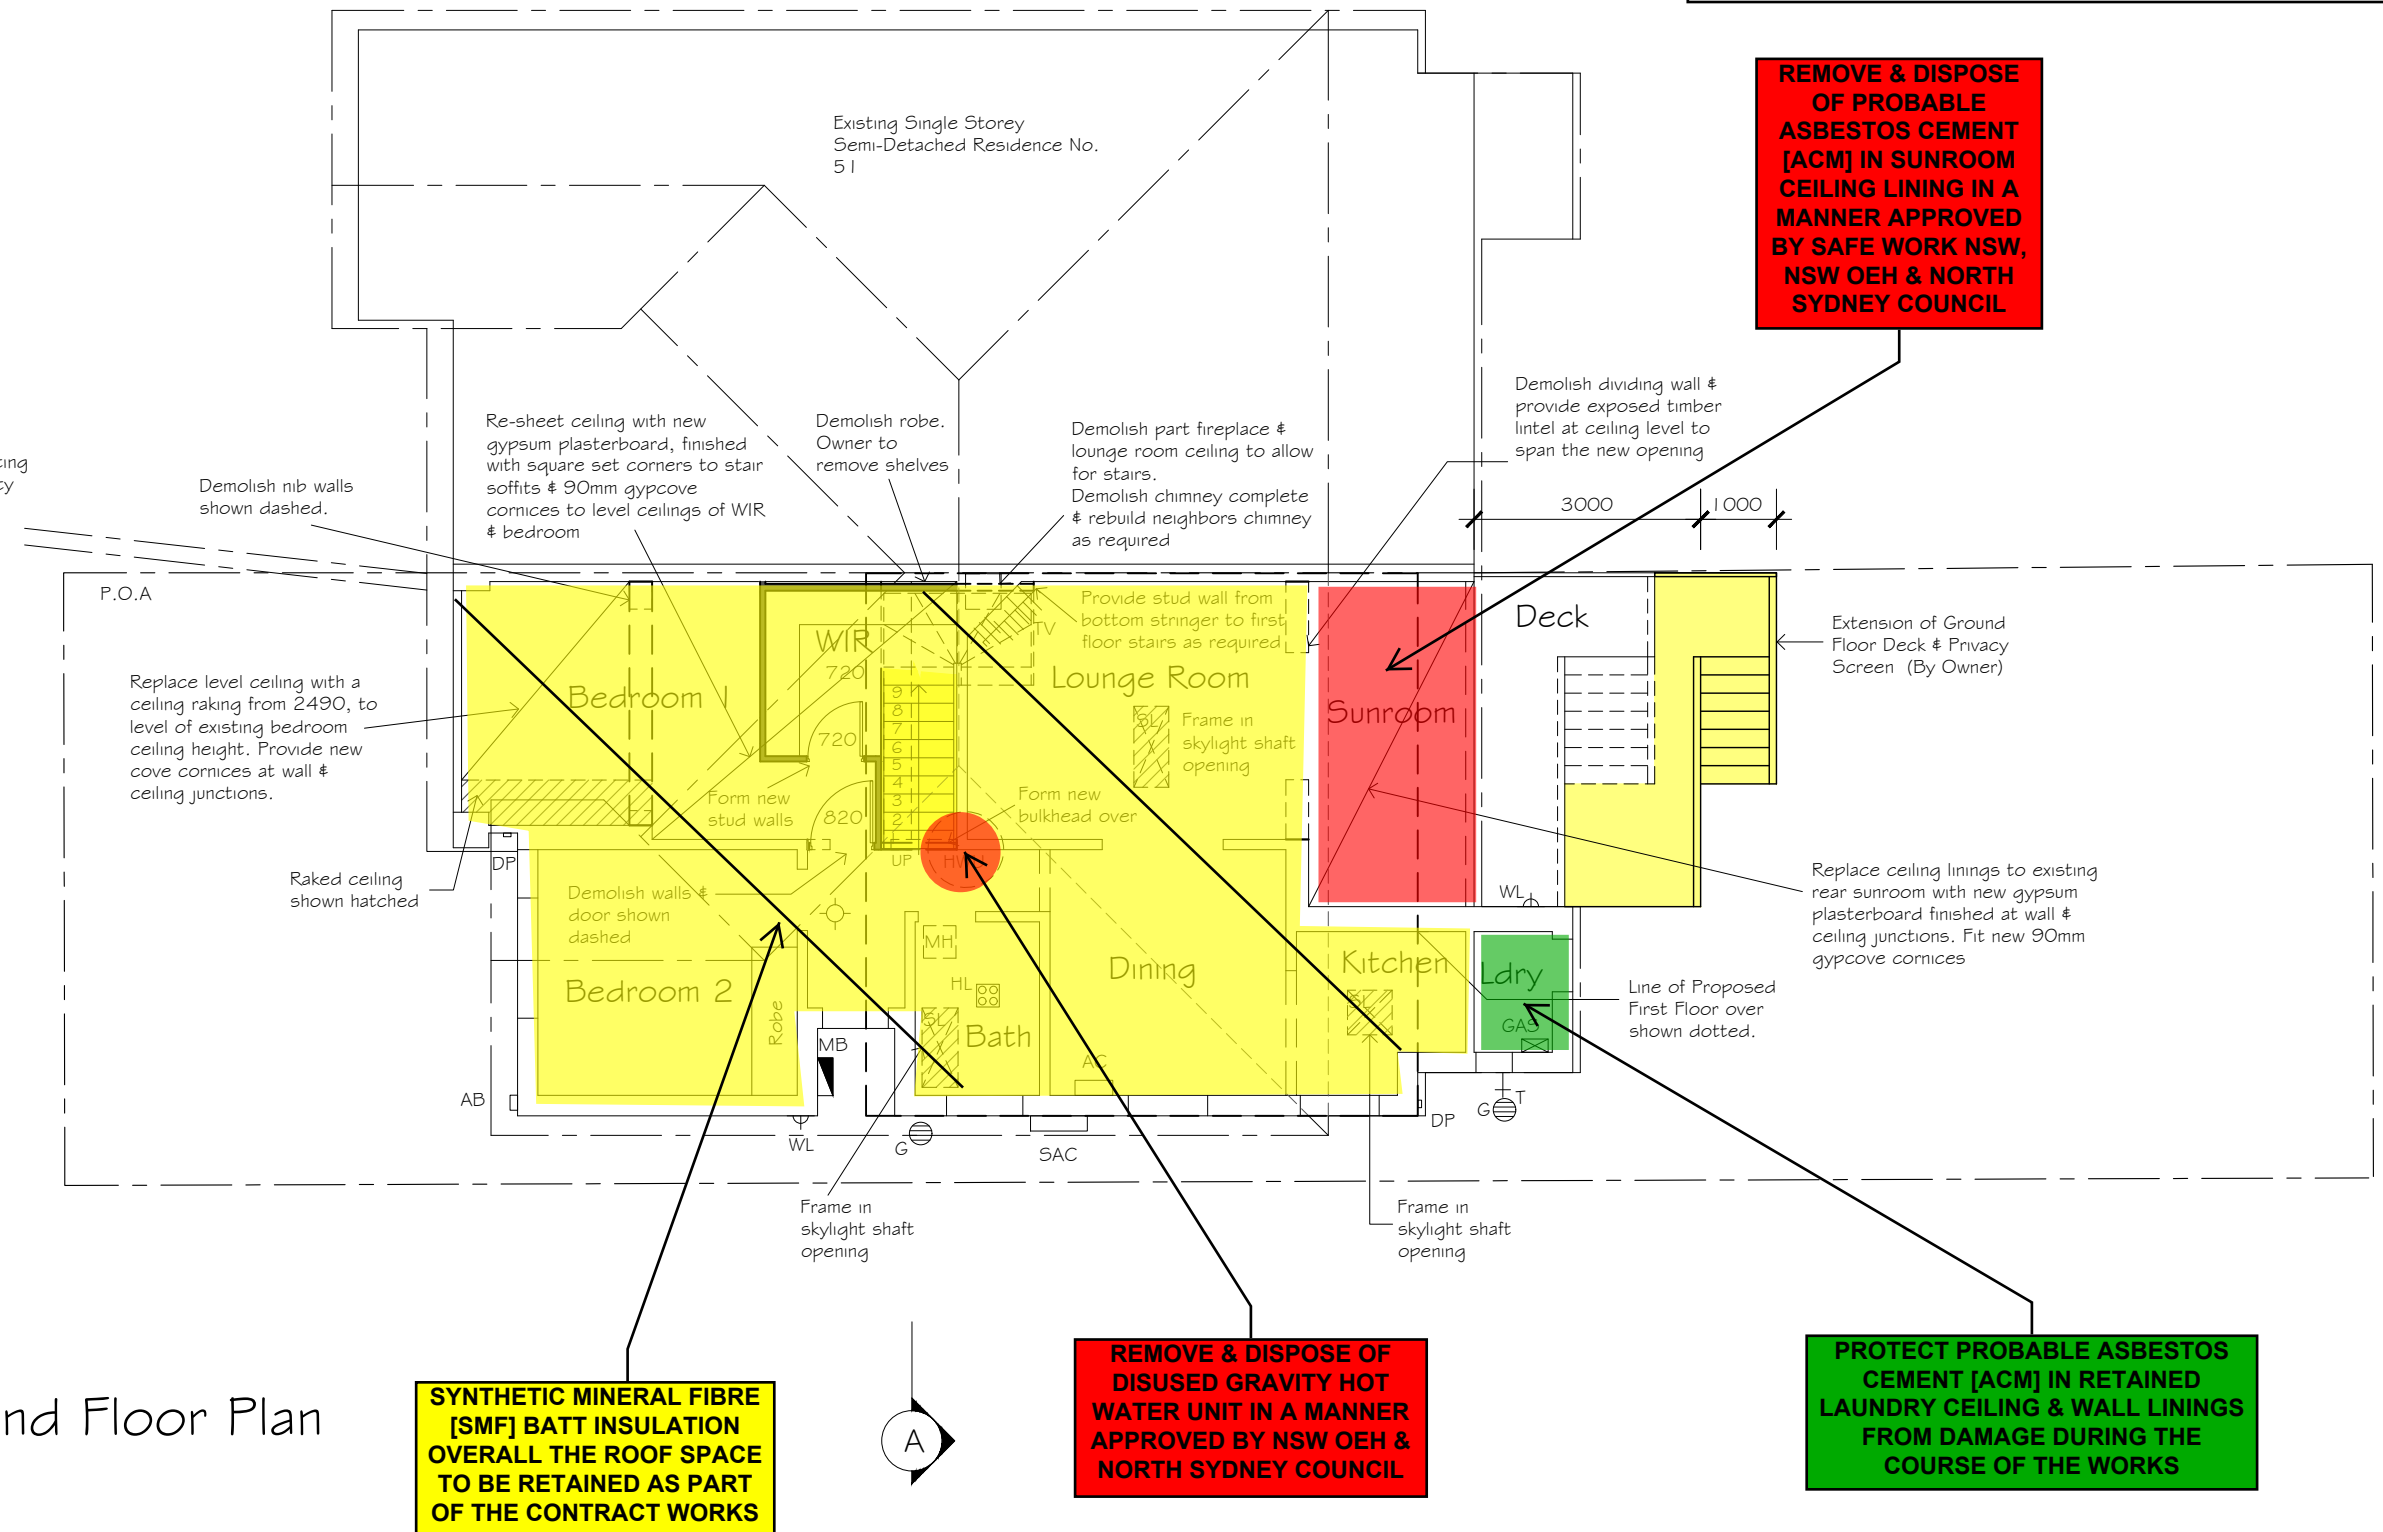 Existing Single Storey
Semi-Detached Residence No.
51
REMOVE & DISPOSE
OF PROBABLE
ASBESTOS CEMENT
[ACM] IN SUNROOM
CEILING LINING IN A
MANNER APPROVED
BY SAFE WORK NSW,
NSW OEH & NORTH
SYDNEY COUNCIL
Demolish nib walls
shown dashed.
Re-sheet ceiling with new
gypsum plasterboard, finished
with square set corners to stair
soffits & 90mm gypcove
cornices to level ceilings of WIR
& bedroom
Demolish robe.
Owner to
remove shelves
Demolish part fireplace &
lounge room ceiling to allow
for stairs.
Demolish chimney complete
& rebuild neighbors chimney
as required
Demolish dividing wall &
provide exposed timber
lintel at ceiling level to
span the new opening
3000
1000
P.O.A
Replace level ceiling with a
ceiling raking from 2490, to
level of existing bedroom
ceiling height. Provide new
cove cornices at wall &
ceiling junctions.
Raked ceiling
shown hatched
Bedroom 1
WIR
720
720
820
Form new
stud walls
9
8
7
6
5
4
3
2
UP
Provide stud wall from
bottom stringer to first
floor stairs as required
TV
Lounge Room
SL
Frame in
skylight shaft
opening
Form new
bulkhead over
Sunroom
Deck
Extension of Ground
Floor Deck & Privacy
Screen (By Owner)
Replace ceiling linings to existing
rear sunroom with new gypsum
plasterboard finished at wall &
ceiling junctions. Fit new 90mm
gypcove cornices
WL
DP
Demolish walls &
door shown
dashed
Bedroom 2
Robe
MH
HL
SL
Bath
Dining
AC
Kitchen
SL
Ldry
GAS
Line of Proposed
First Floor over
shown dotted.
MB
AB
WL
G
SAC
DP
G
T
Frame in
skylight shaft
opening
Frame in
skylight shaft
opening
nd Floor Plan
SYNTHETIC MINERAL FIBRE
[SMF] BATT INSULATION
OVERALL THE ROOF SPACE
TO BE RETAINED AS PART
OF THE CONTRACT WORKS
A
REMOVE & DISPOSE OF
DISUSED GRAVITY HOT
WATER UNIT IN A MANNER
APPROVED BY NSW OEH &
NORTH SYDNEY COUNCIL
PROTECT PROBABLE ASBESTOS
CEMENT [ACM] IN RETAINED
LAUNDRY CEILING & WALL LININGS
FROM DAMAGE DURING THE
COURSE OF THE WORKS